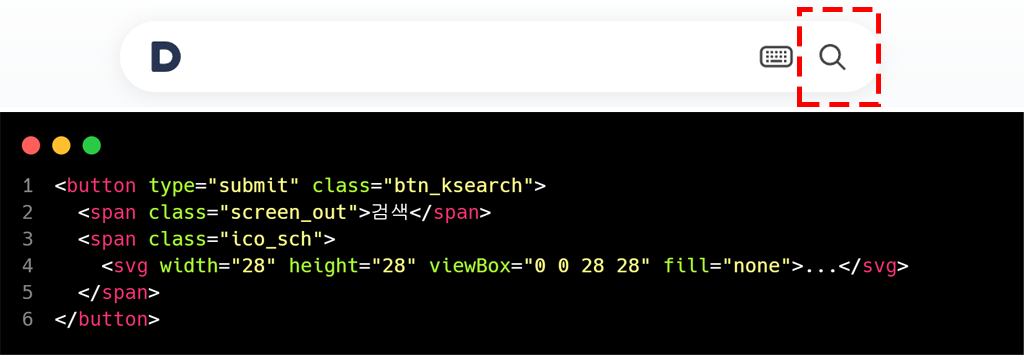 D
1 <button type="submit" class="btn_ksearch">
2   <span class="screen_out">검색</span>
3   <span class="ico_sch">
4     <svg width="28" height="28" viewBox="0 0 28 28" fill="none">...</svg>
5   </span>
6 </button>